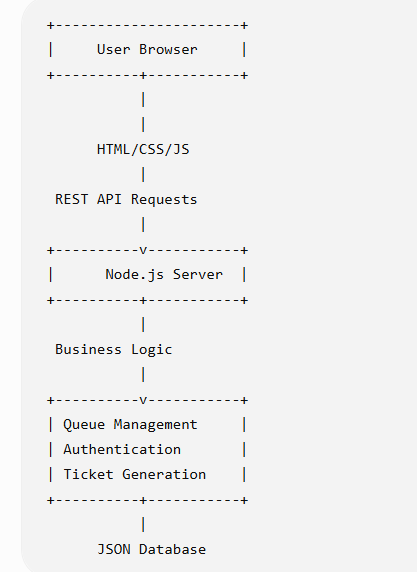 +----------------------+
|     User Browser     |
+----------+-----------+
           |
           |
      HTML/CSS/JS
           |
 REST API Requests
           |
+----------v-----------+
|      Node.js Server  |
+----------+-----------+
           |
 Business Logic
           |
+----------v-----------+
| Queue Management     |
| Authentication       |
| Ticket Generation    |
+----------+-----------+
           |
      JSON Database